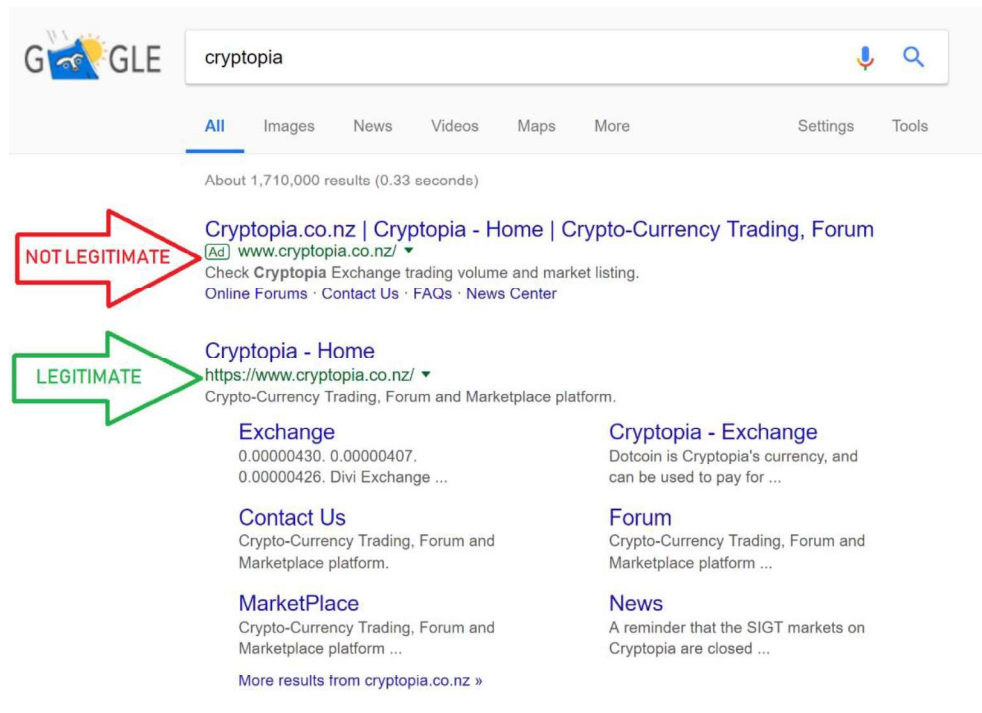 G GLE
cryptopia
All Images News Videos Maps More Settings Tools
About 1,710,000 results (0.33 seconds)
NOT LEGITIMATE
Cryptopia.co.nz | Cryptopia - Home | Crypto-Currency Trading, Forum
Ad www.cryptopia.co.nz/
Check Cryptopia Exchange trading volume and market listing.
Online Forums · Contact Us · FAQs · News Center
LEGITIMATE
Cryptopia - Home
https://www.cryptopia.co.nz/
Crypto-Currency Trading, Forum and Marketplace platform.
Exchange
0.00000430. 0.00000407.
0.00000426. Divi Exchange ...
Cryptopia - Exchange
Dotcoin is Cryptopia's currency, and
can be used to pay for ...
Contact Us
Crypto-Currency Trading, Forum and
Marketplace platform.
Forum
Crypto-Currency Trading, Forum and
Marketplace platform ...
MarketPlace
Crypto-Currency Trading, Forum and
Marketplace platform ...
News
A reminder that the SIGT markets on
Cryptopia are closed ...
More results from cryptopia.co.nz »